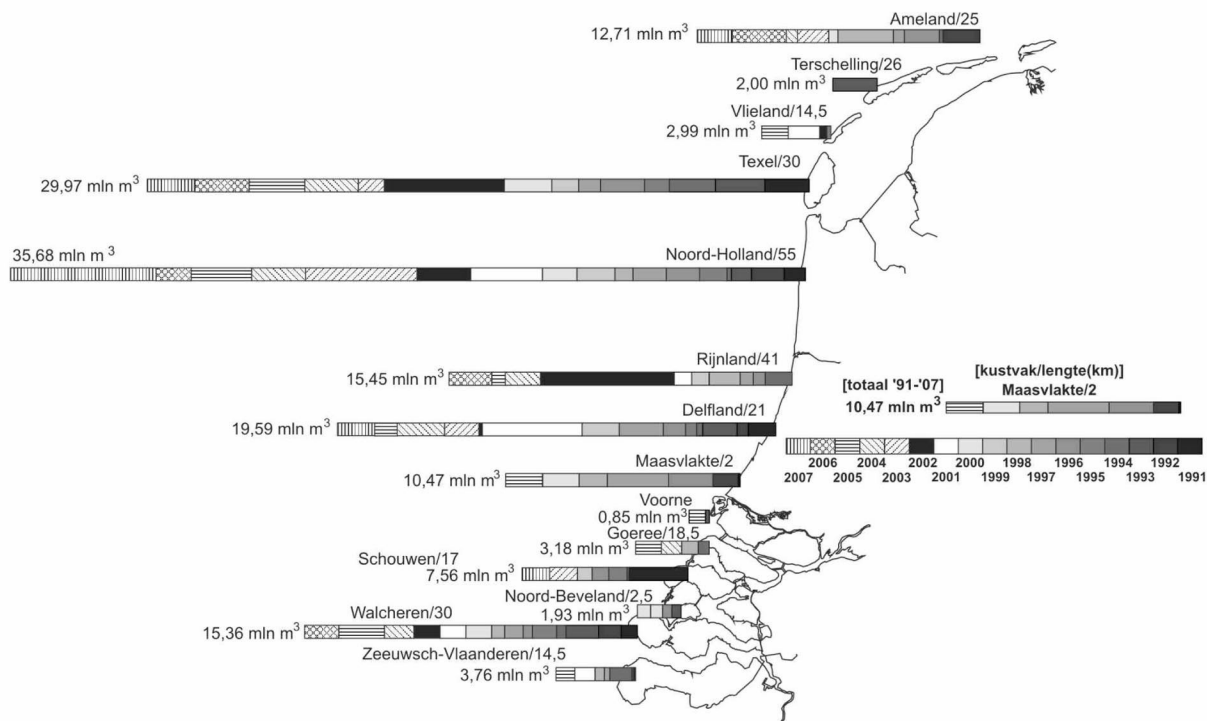 Ameland/25
12,71 mln m³
Terschelling/26
2,00 mln m³
Vlieland/14,5
2,99 mln m³
Texel/30
29,97 mln m³
35,68 mln m³
Noord-Holland/55
Rijnland/41
15,45 mln m³
[totaal '91-'07]
[kustvak/lengte(km)]
Maasvlakte/2
10,47 mln m³
Delfland/21
19,59 mln m³
2006 2004 2002 2000 1998 1996 1994 1992
2007 2005 2003 2001 1999 1997 1995 1993 1991
Maasvlakte/2
10,47 mln m³
Voorne
0,85 mln m³
Goeree/18,5
3,18 mln m³
Schouwen/17
7,56 mln m³
Noord-Beveland/2,5
1,93 mln m³
Walcheren/30
15,36 mln m³
Zeeuwsch-Vlaanderen/14,5
3,76 mln m³